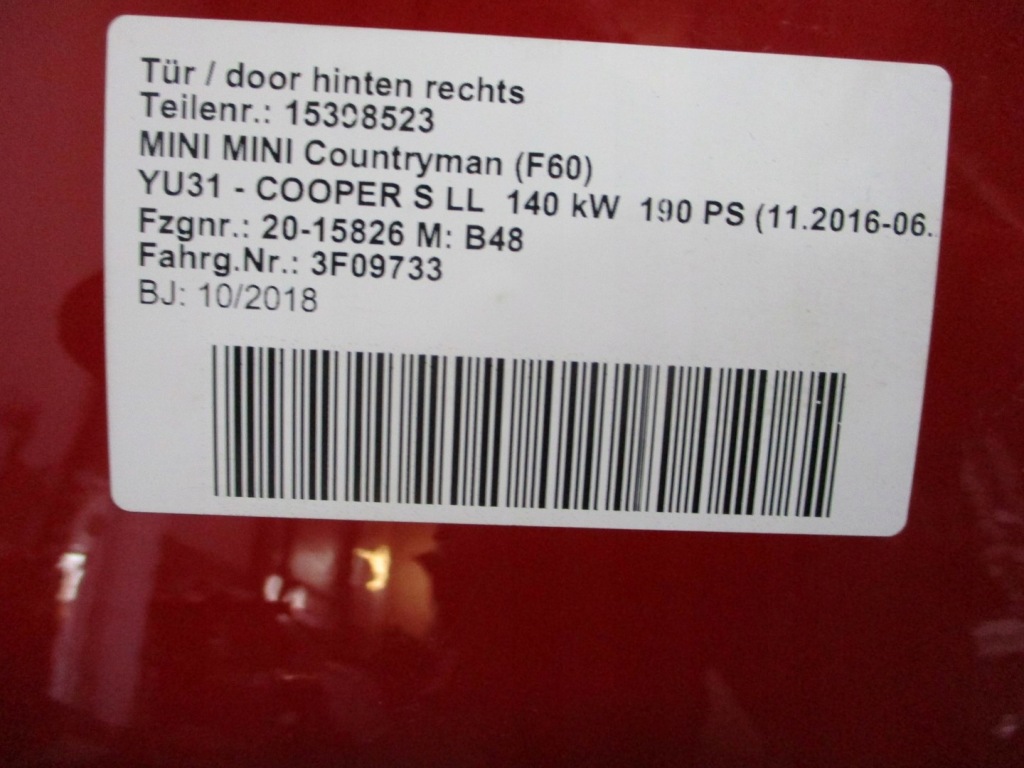 Tür / door hinten rechts
Teilenr.: 15398523
MINI MINI Countryman (F60)
YU31 - COOPER S LL 140 kW 190 PS (11.2016-06.
Fzgnr.: 20-15826 M: B48
Fahrg.Nr.: 3F09733
BJ: 10/2018